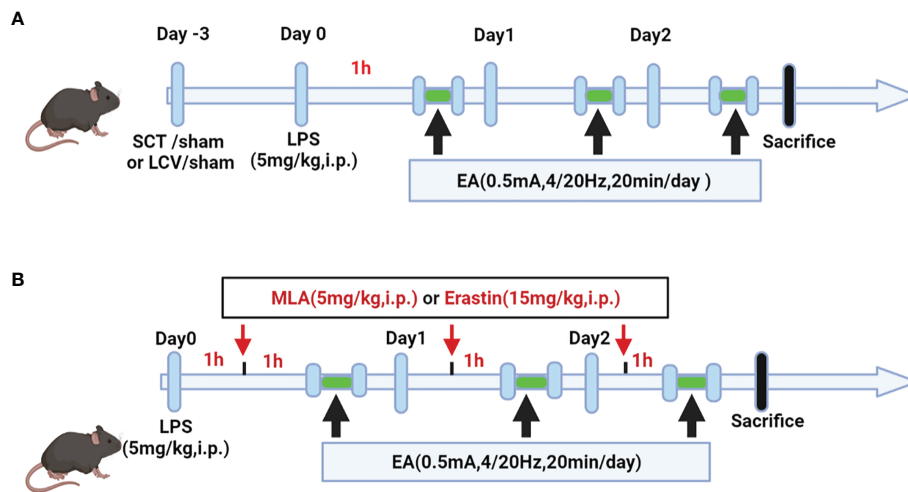 A
Day -3
Day 0
Day1
Day2
1h
SCT /sham
or LCV/sham
LPS
(5mg/kg,i.p.)
Sacrifice
EA(0.5mA,4/20Hz,20min/day )
B
MLA(5mg/kg,i.p.) or Erastin(15mg/kg,i.p.)
Day0
Day1
Day2
1h
1h
1h
1h
LPS
(5mg/kg,i.p.)
Sacrifice
EA(0.5mA,4/20Hz,20min/day)